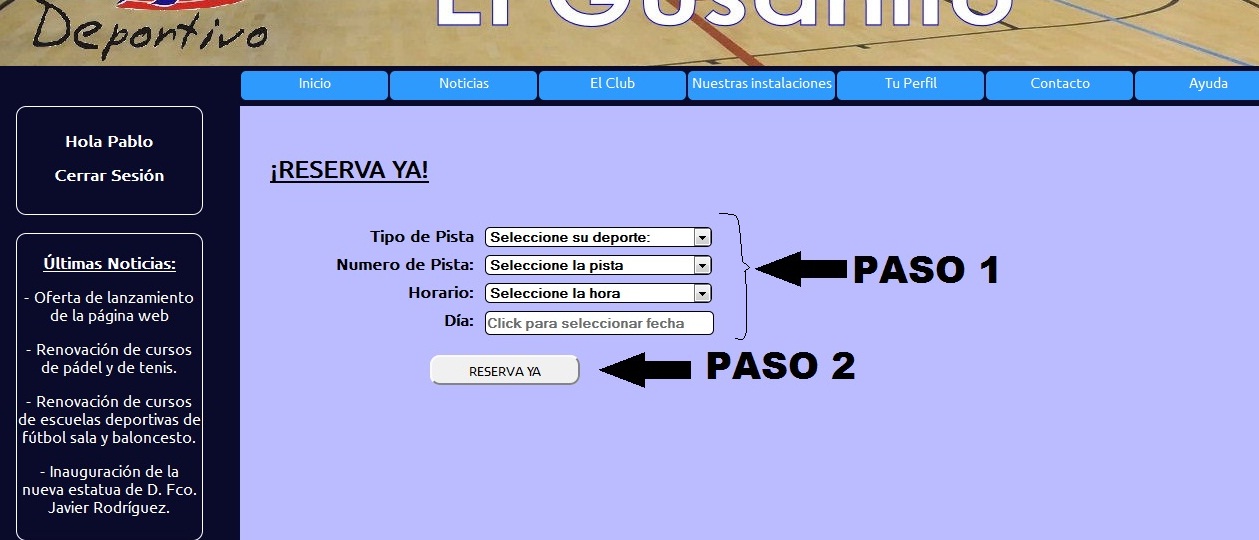 Deportivo
El Gusanillo
Inicio
Noticias
El Club
Nuestras instalaciones
Tu Perfil
Contacto
Ayuda
Hola Pablo
Cerrar Sesión
Últimas Noticias:
- Oferta de lanzamiento
de la página web
- Renovación de cursos
de pádel y de tenis.
- Renovación de cursos
de escuelas deportivas de
fútbol sala y baloncesto.
- Inauguración de la
nueva estatua de D. Fco.
Javier Rodríguez.
¡RESERVA YA!
Tipo de Pista Seleccione su deporte:
Numero de Pista: Seleccione la pista
Horario: Seleccione la hora
Día: Click para seleccionar fecha
PASO 1
RESERVA YA
PASO 2